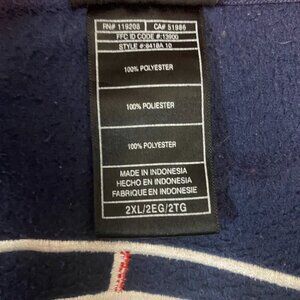 RN# 119208 CA# 51986
FFC ID CODE #:13900
STYLE #:8418A 10
100% POLYESTER
100% POLIESTER
100% POLYESTER
MADE IN INDONESIA
HECHO EN INDONESIA
FABRIQUE EN INDONESIE
2XL/2EG/2TG